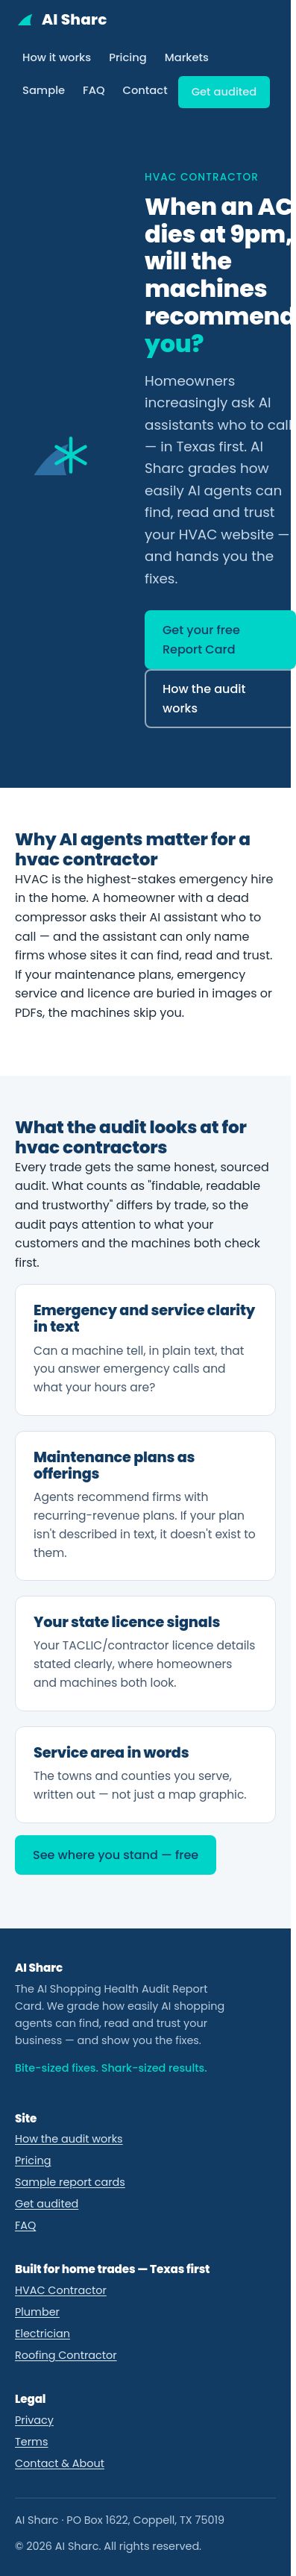 AI Sharc
How it works Pricing Markets
Sample FAQ Contact Get audited
HVAC CONTRACTOR
When an AC
dies at 9pm,
will the
machines
recommend
you?
Homeowners
increasingly ask AI
assistants who to call
— in Texas first. AI
Sharc grades how
easily AI agents can
find, read and trust
your HVAC website —
and hands you the
fixes.
Get your free
Report Card
How the audit
works
Why AI agents matter for a
hvac contractor
HVAC is the highest-stakes emergency hire
in the home. A homeowner with a dead
compressor asks their AI assistant who to
call — and the assistant can only name
firms whose sites it can find, read and trust.
If your maintenance plans, emergency
service and licence are buried in images or
PDFs, the machines skip you.
What the audit looks at for
hvac contractors
Every trade gets the same honest, sourced
audit. What counts as "findable, readable
and trustworthy" differs by trade, so the
audit pays attention to what your
customers and the machines both check
first.
Emergency and service clarity
in text
Can a machine tell, in plain text, that
you answer emergency calls and
what your hours are?
Maintenance plans as
offerings
Agents recommend firms with
recurring-revenue plans. If your plan
isn't described in text, it doesn't exist to
them.
Your state licence signals
Your TACLIC/contractor licence details
stated clearly, where homeowners
and machines both look.
Service area in words
The towns and counties you serve,
written out — not just a map graphic.
See where you stand — free
AI Sharc
The AI Shopping Health Audit Report
Card. We grade how easily AI shopping
agents can find, read and trust your
business — and show you the fixes.
Bite-sized fixes. Shark-sized results.
Site
How the audit works
Pricing
Sample report cards
Get audited
FAQ
Built for home trades — Texas first
HVAC Contractor
Plumber
Electrician
Roofing Contractor
Legal
Privacy
Terms
Contact & About
AI Sharc · PO Box 1622, Coppell, TX 75019
© 2026 AI Sharc. All rights reserved.